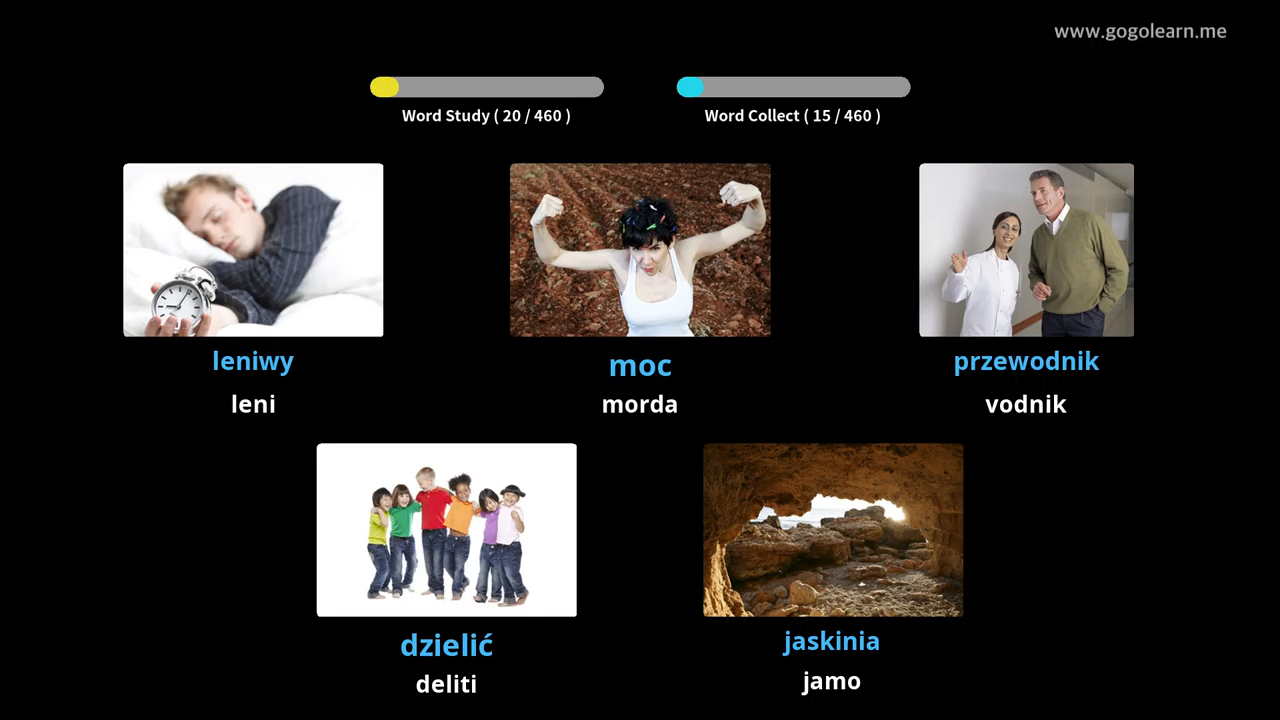 www.gogolearn.me
Word Study ( 20 / 460 )
Word Collect ( 15 / 460 )
leniwy
leni
moc
morda
przewodnik
vodnik
dzielić
deliti
jaskinia
jamo